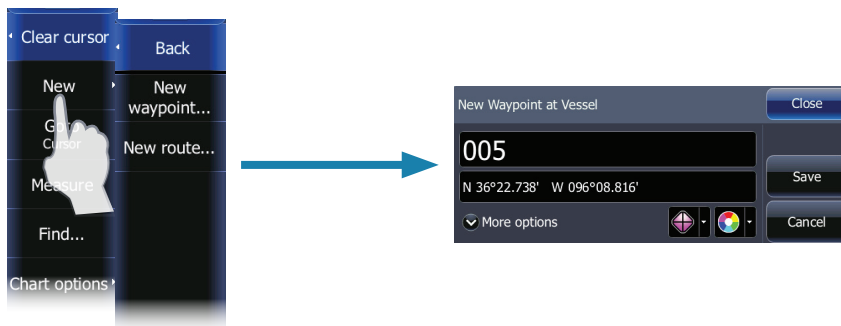 Clear cursor
New
Go to
Cursor
Measure
Find...
Chart options
Back
New
waypoint...
New route...
New Waypoint at Vessel
Close
005
N 36°22.738' W 096°08.816'
Save
More options
Cancel